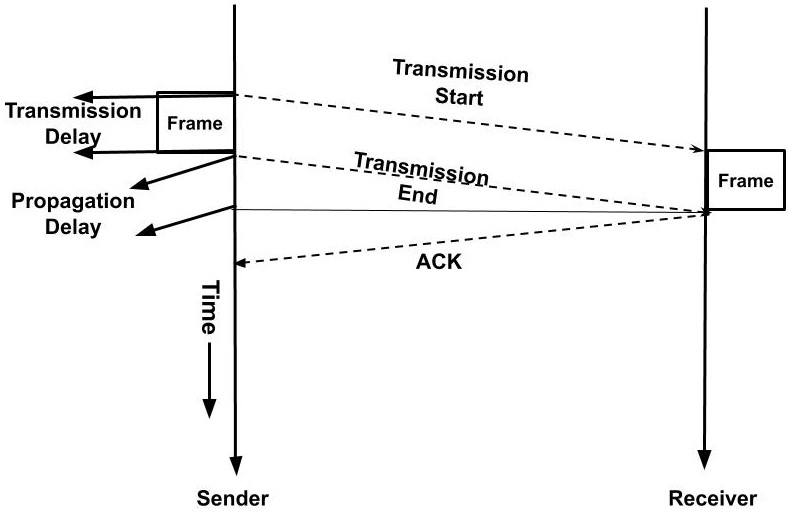 Transmission
Start
Transmission
Delay
Frame
Transmission
End
Frame
Propagation
Delay
ACK
Time
Sender
Receiver